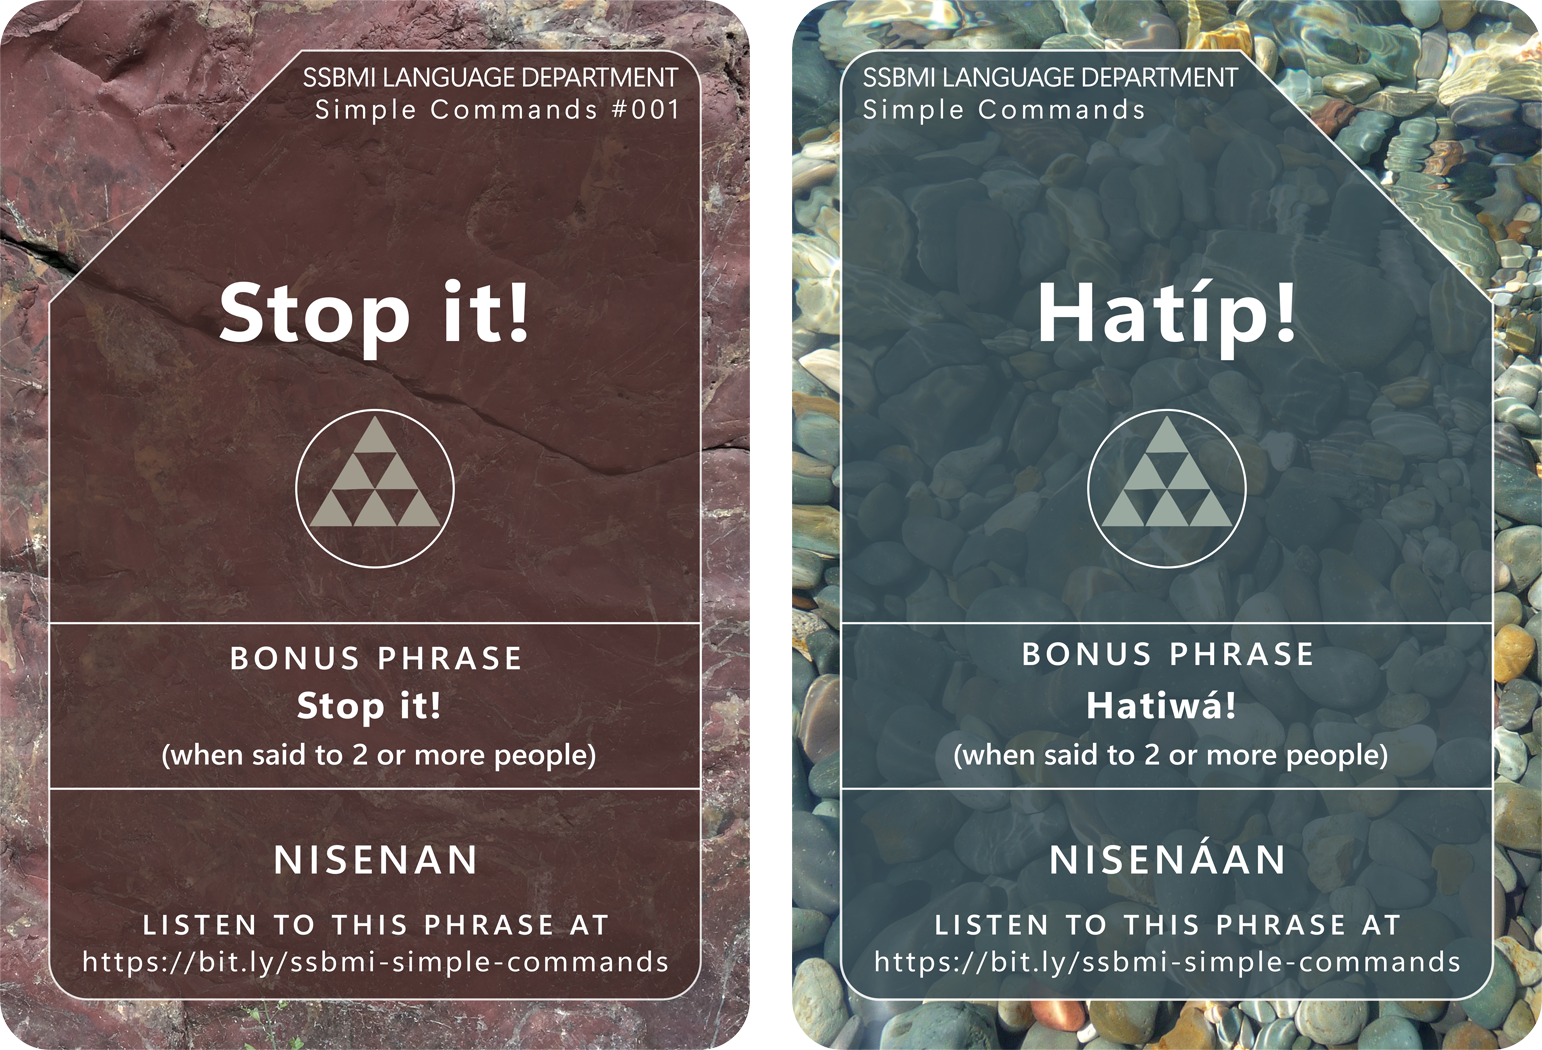 SSBMI LANGUAGE DEPARTMENT
Simple Commands #001
Stop it!
BONUS PHRASE
Stop it!
(when said to 2 or more people)
NISENAN
LISTEN TO THIS PHRASE AT
https://bit.ly/ssbmi-simple-commands
SSBMI LANGUAGE DEPARTMENT
Simple Commands
Hatíp!
BONUS PHRASE
Hatiwá!
(when said to 2 or more people)
NISENÁAN
LISTEN TO THIS PHRASE AT
https://bit.ly/ssbmi-simple-commands